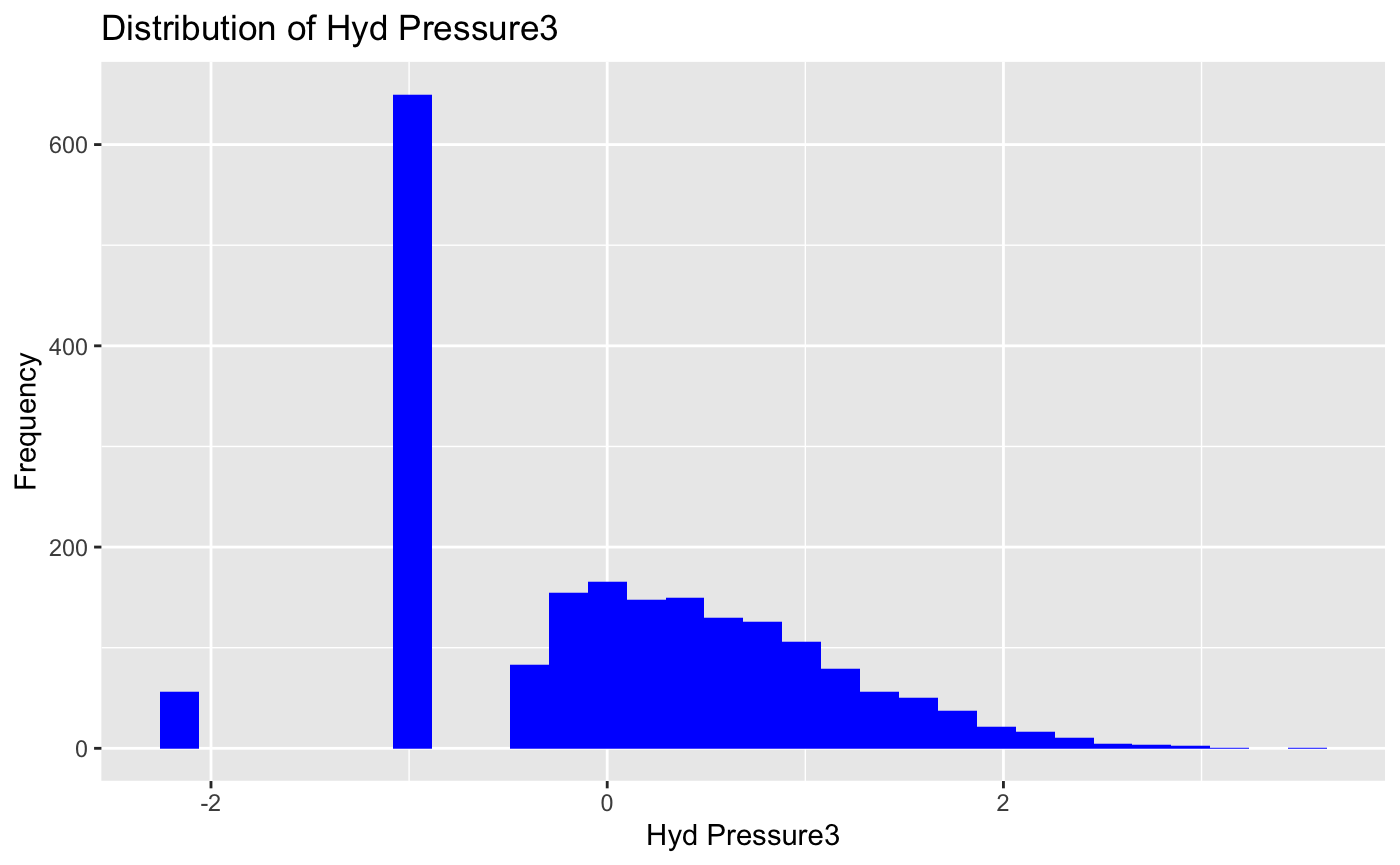 Distribution of Hyd Pressure3
600
400
200
0
Frequency
-2
0
2
Hyd Pressure3